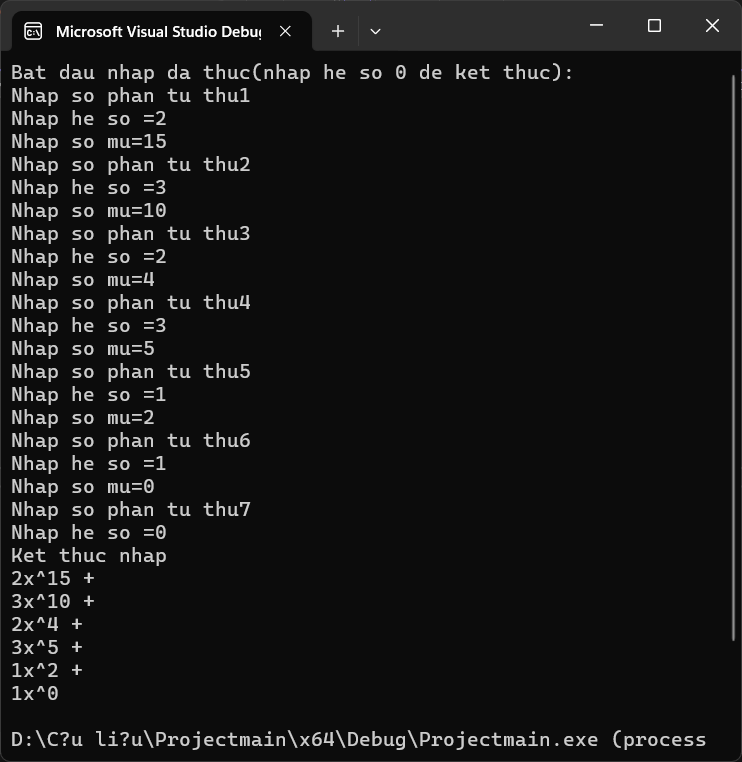 Microsoft Visual Studio Debu
Bat dau nhap da thuc(nhap he so 0 de ket thuc):
Nhap so phan tu thu1
Nhap he so =2
Nhap so mu=15
Nhap so phan tu thu2
Nhap he so =3
Nhap so mu=10
Nhap so phan tu thu3
Nhap he so =2
Nhap so mu=4
Nhap so phan tu thu4
Nhap he so =3
Nhap so mu=5
Nhap so phan tu thu5
Nhap he so =1
Nhap so mu=2
Nhap so phan tu thu6
Nhap he so =1
Nhap so mu=0
Nhap so phan tu thu7
Nhap he so =0
Ket thuc nhap
2x^15 +
3x^10 +
2x^4 +
3x^5 +
1x^2 +
1x^0
D:\C?u li?u\Projectmain\x64\Debug\Projectmain.exe (process